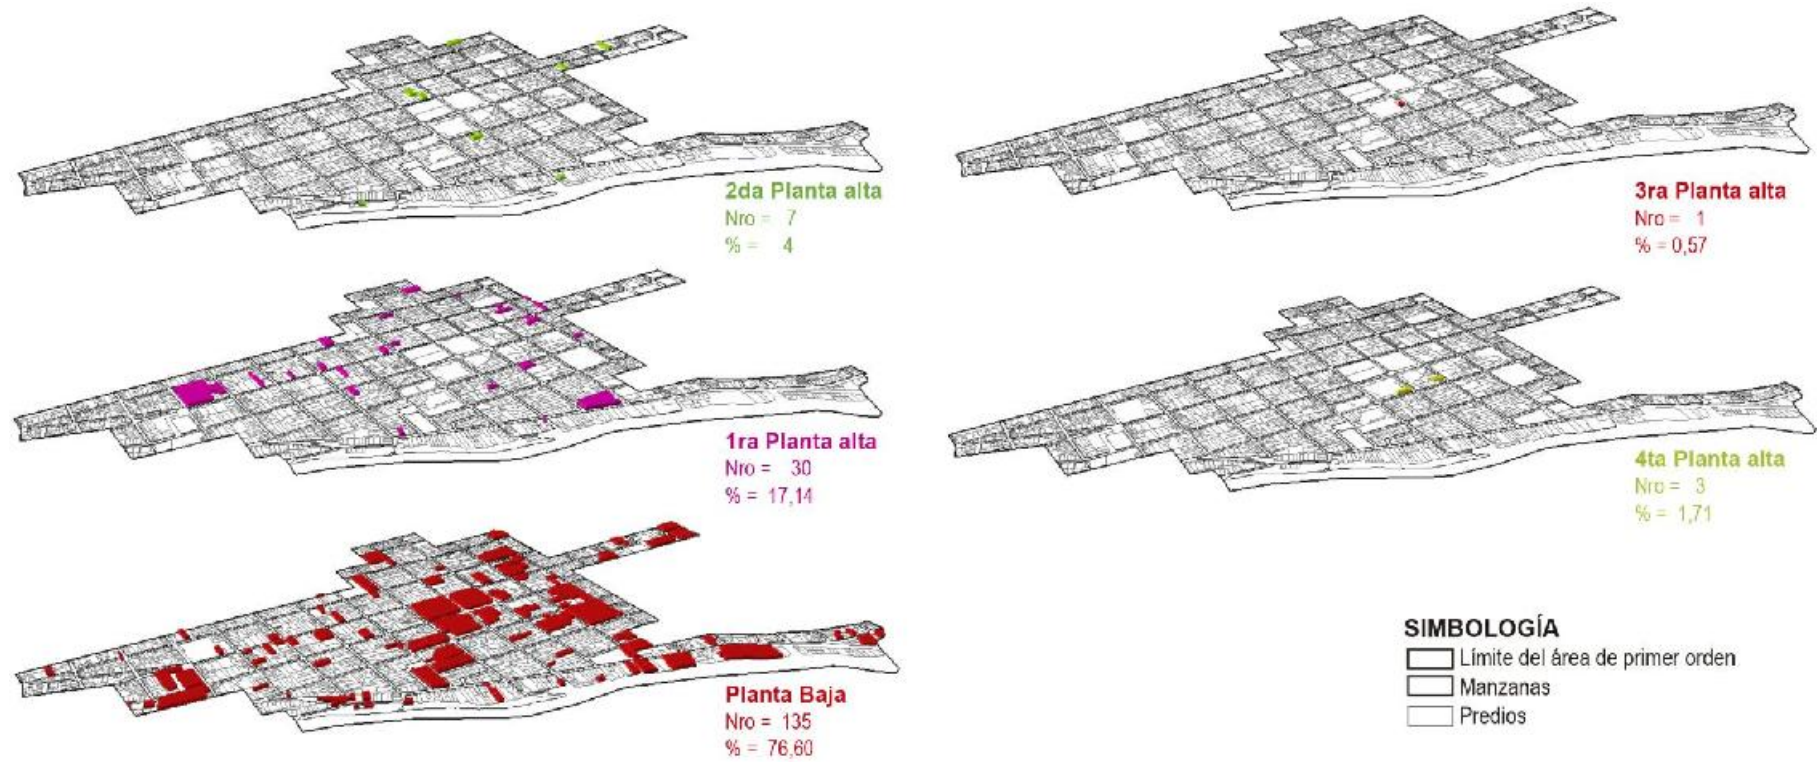 2da Planta alta
Nro = 7
% = 4
3ra Planta alta
Nro = 1
% = 0,57
1ra Planta alta
Nro = 30
% = 17,14
4ta Planta alta
Nro = 3
% = 1,71
Planta Baja
Nro = 135
% = 76,60
SIMBOLOGÍA
Límite del área de primer orden
Manzanas
Predios